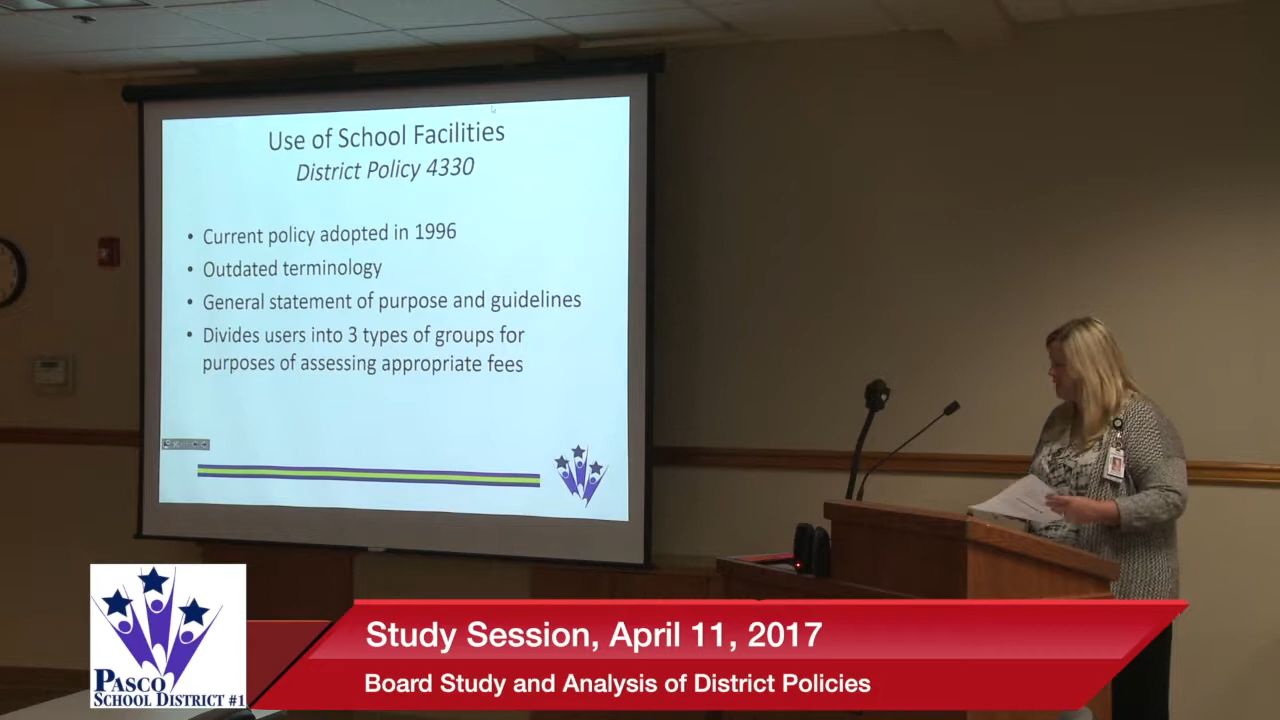 Use of School Facilities
District Policy 4330
• Current policy adopted in 1996
• Outdated terminology
• General statement of purpose and guidelines
• Divides users into 3 types of groups for
purposes of assessing appropriate fees
Study Session, April 11, 2017
Board Study and Analysis of District Policies
PASCO
SCHOOL DISTRICT #1